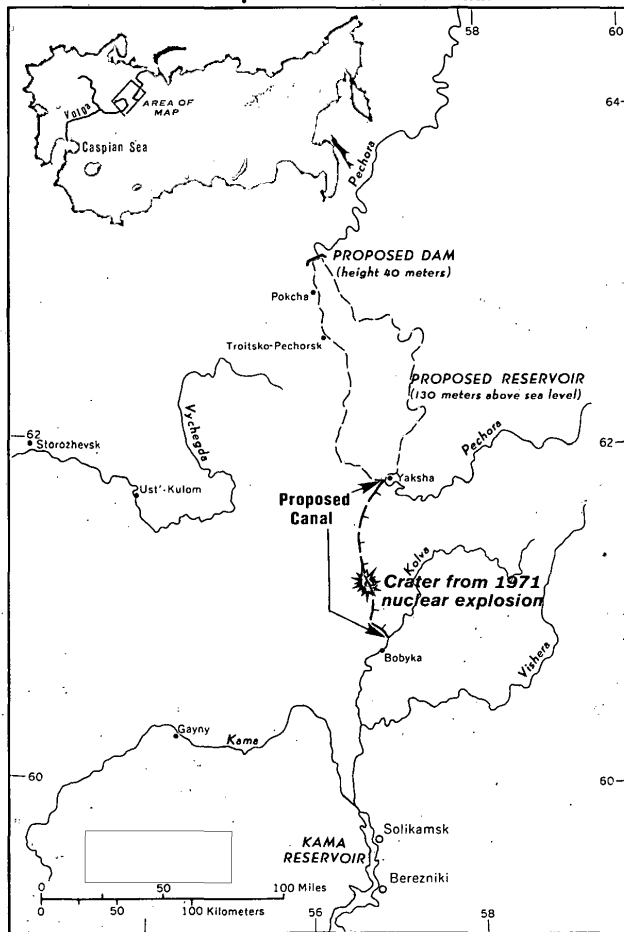 58
60
64
AREA OF
MAP
Volga
Caspian Sea
Pechora
PROPOSED DAM
(height 40 meters)
Pokcha
Troitsko-Pechorsk
PROPOSED RESERVOIR
(130 meters above sea level)
Vychegda
Pechora
62
62
Storozhevsk
Yaksha
Ust'-Kulom
Proposed
Canal
Kolva
Crater from 1971
nuclear explosion
Bobyka
Vishera
Gayny
Kama
60
60
Solikamsk
KAMA
RESERVOIR
Berezniki
0 50 100 Miles
0 50 100 Kilometers
56
58